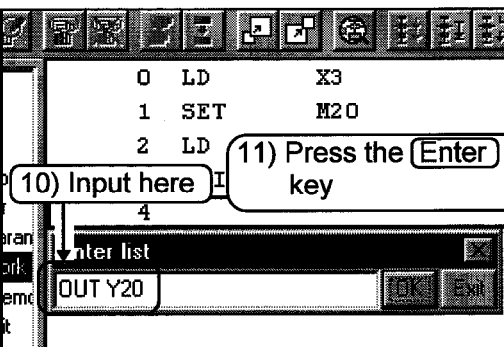 0 LD X3
1 SET M20
2 LD
11) Press the Enter key
10) Input here
4
Enter list
OUT Y20
OK Exit